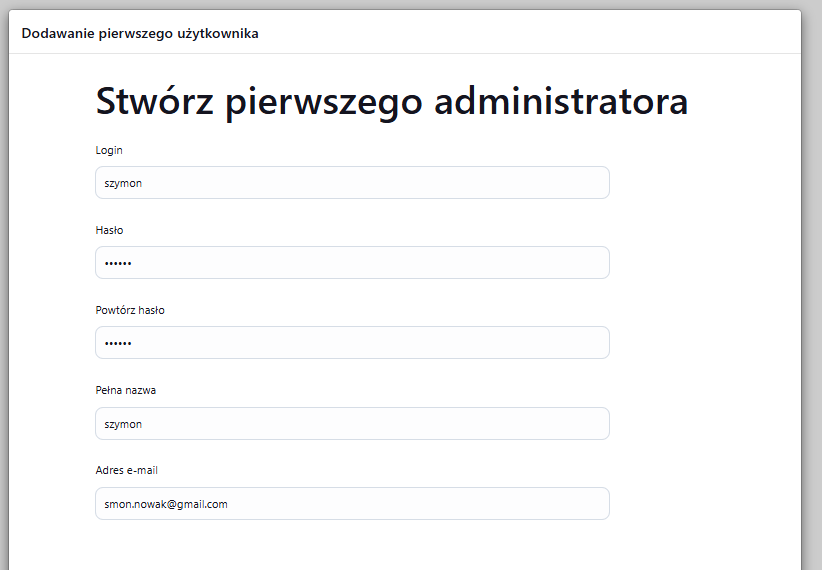 Dodawanie pierwszego użytkownika
Stwórz pierwszego administratora
Login
szymon
Hasło
••••••
Powtórz hasło
••••••
Pełna nazwa
szymon
Adres e-mail
smon.nowak@gmail.com